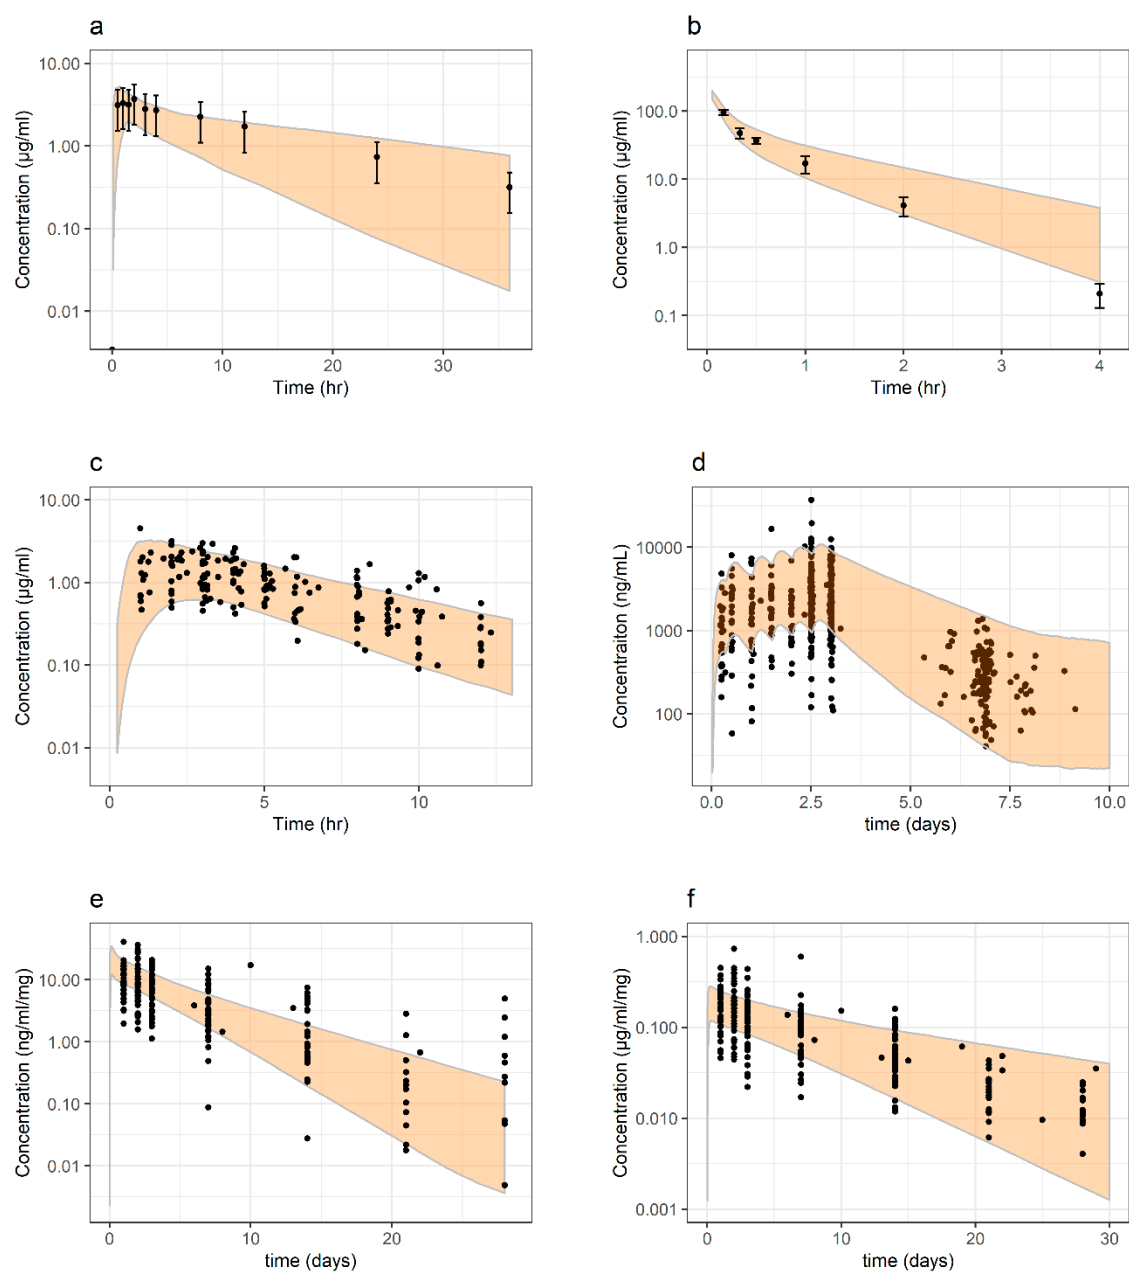 a
Concentration (μg/ml)
10.00
1.00
0.10
0.01
0
10
20
30
Time (hr)
b
Concentration (μg/ml)
100.0
10.0
1.0
0.1
0
1
2
3
4
Time (hr)
c
Concentration (μg/ml)
10.00
1.00
0.10
0.01
0
5
10
Time (hr)
d
Concentraiton (ng/mL)
10000
1000
100
0.0
2.5
5.0
7.5
10.0
time (days)
e
Concentration (ng/ml/mg)
10.00
1.00
0.10
0.01
0
10
20
time (days)
f
Concentration (μg/ml/mg)
1.000
0.100
0.010
0.001
0
10
20
30
time (days)